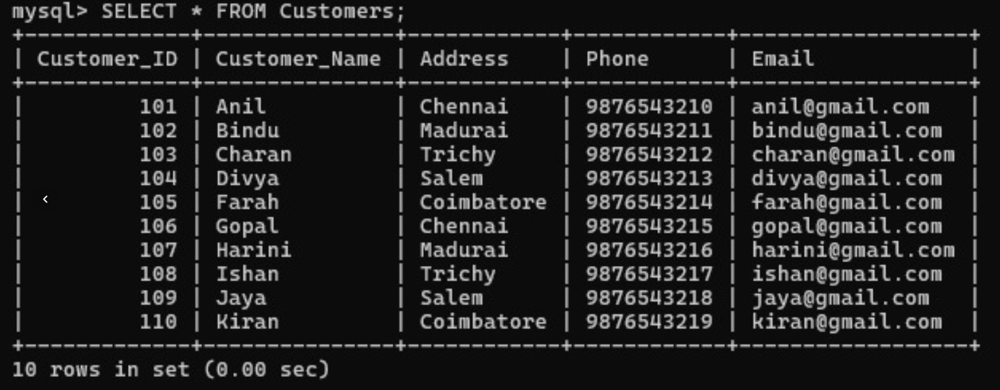 mysql> SELECT * FROM Customers;
+-------------+---------------+------------+------------+------------------+
| Customer_ID | Customer_Name | Address    | Phone      | Email            |
+-------------+---------------+------------+------------+------------------+
|         101 | Anil          | Chennai    | 9876543210 | anil@gmail.com   |
|         102 | Bindu         | Madurai    | 9876543211 | bindu@gmail.com  |
|         103 | Charan        | Trichy     | 9876543212 | charan@gmail.com |
|         104 | Divya         | Salem      | 9876543213 | divya@gmail.com  |
|         105 | Farah         | Coimbatore | 9876543214 | farah@gmail.com  |
|         106 | Gopal         | Chennai    | 9876543215 | gopal@gmail.com  |
|         107 | Harini        | Madurai    | 9876543216 | harini@gmail.com |
|         108 | Ishan         | Trichy     | 9876543217 | ishan@gmail.com  |
|         109 | Jaya          | Salem      | 9876543218 | jaya@gmail.com   |
|         110 | Kiran         | Coimbatore | 9876543219 | kiran@gmail.com  |
+-------------+---------------+------------+------------+------------------+
10 rows in set (0.00 sec)